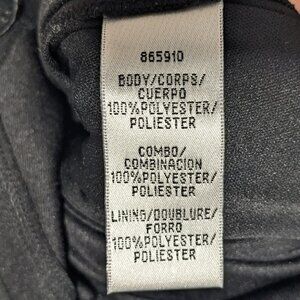 865910
BODY/CORPS/
CUERPO
100%POLYESTER/
POLIESTER
COMBO/
COMBINACION
100%POLYESTER/
POLIESTER
LINING/DOUBLURE/
FORRO
100%POLYESTER/
POLIESTER